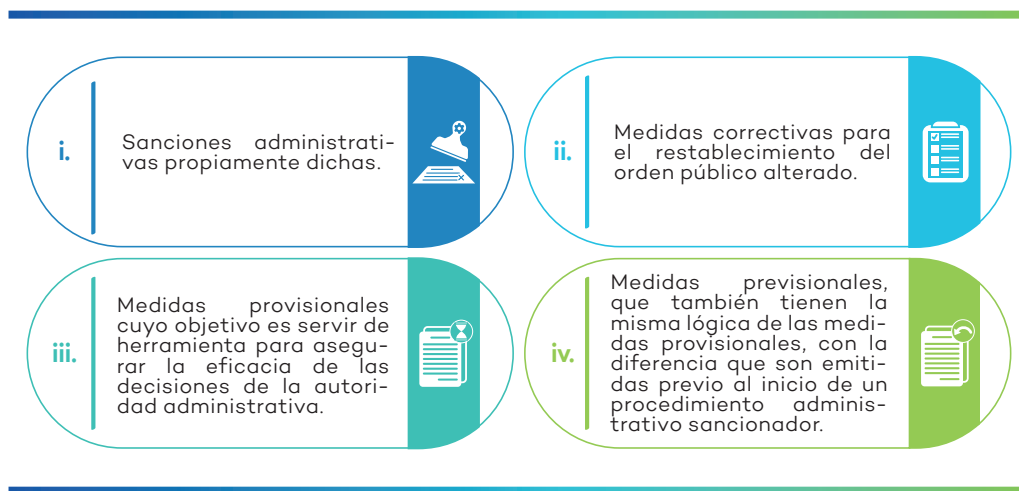 i.
Sanciones administrati-
vas propiamente dichas.
ii.
Medidas correctivas para
el restablecimiento del
orden público alterado.
iii.
Medidas provisionales
cuyo objetivo es servir de
herramienta para asegu-
rar la eficacia de las
decisiones de la autori-
dad administrativa.
iv.
Medidas previsionales,
que también tienen la
misma lógica de las medi-
das provisionales, con la
diferencia que son emiti-
das previo al inicio de un
procedimiento adminis-
trativo sancionador.